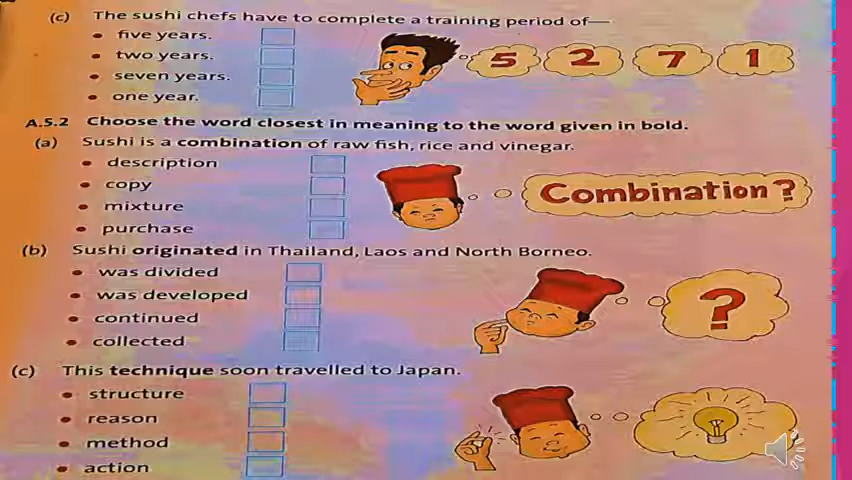 (c) The sushi chefs have to complete a training period of—
• five years.
• two years.
• seven years.
• one year.
5 2 7 1
A.5.2 Choose the word closest in meaning to the word given in bold.
(a) Sushi is a combination of raw fish, rice and vinegar.
• description
• copy
• mixture
• purchase
Combination?
(b) Sushi originated in Thailand, Laos and North Borneo.
• was divided
• was developed
• continued
• collected
?
(c) This technique soon travelled to Japan.
• structure
• reason
• method
• action